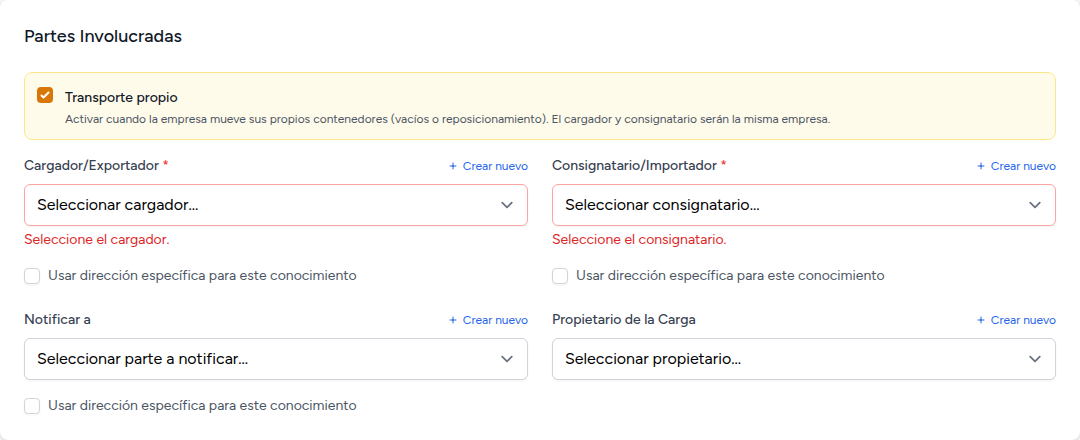 Partes Involucradas
Transporte propio
Activar cuando la empresa mueve sus propios contenedores (vacíos o reposicionamiento). El cargador y consignatario serán la misma empresa.
Cargador/Exportador * + Crear nuevo
Consignatario/Importador * + Crear nuevo
Seleccionar cargador...
Seleccionar consignatario...
Seleccione el cargador.
Seleccione el consignatario.
Usar dirección específica para este conocimiento
Usar dirección específica para este conocimiento
Notificar a + Crear nuevo
Propietario de la Carga + Crear nuevo
Seleccionar parte a notificar...
Seleccionar propietario...
Usar dirección específica para este conocimiento